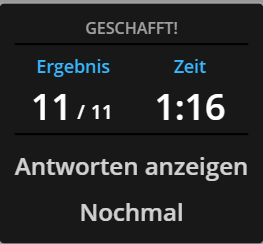 GESCHAFFT!
Ergebnis Zeit
11 / 11 1:16
Antworten anzeigen
Nochmal